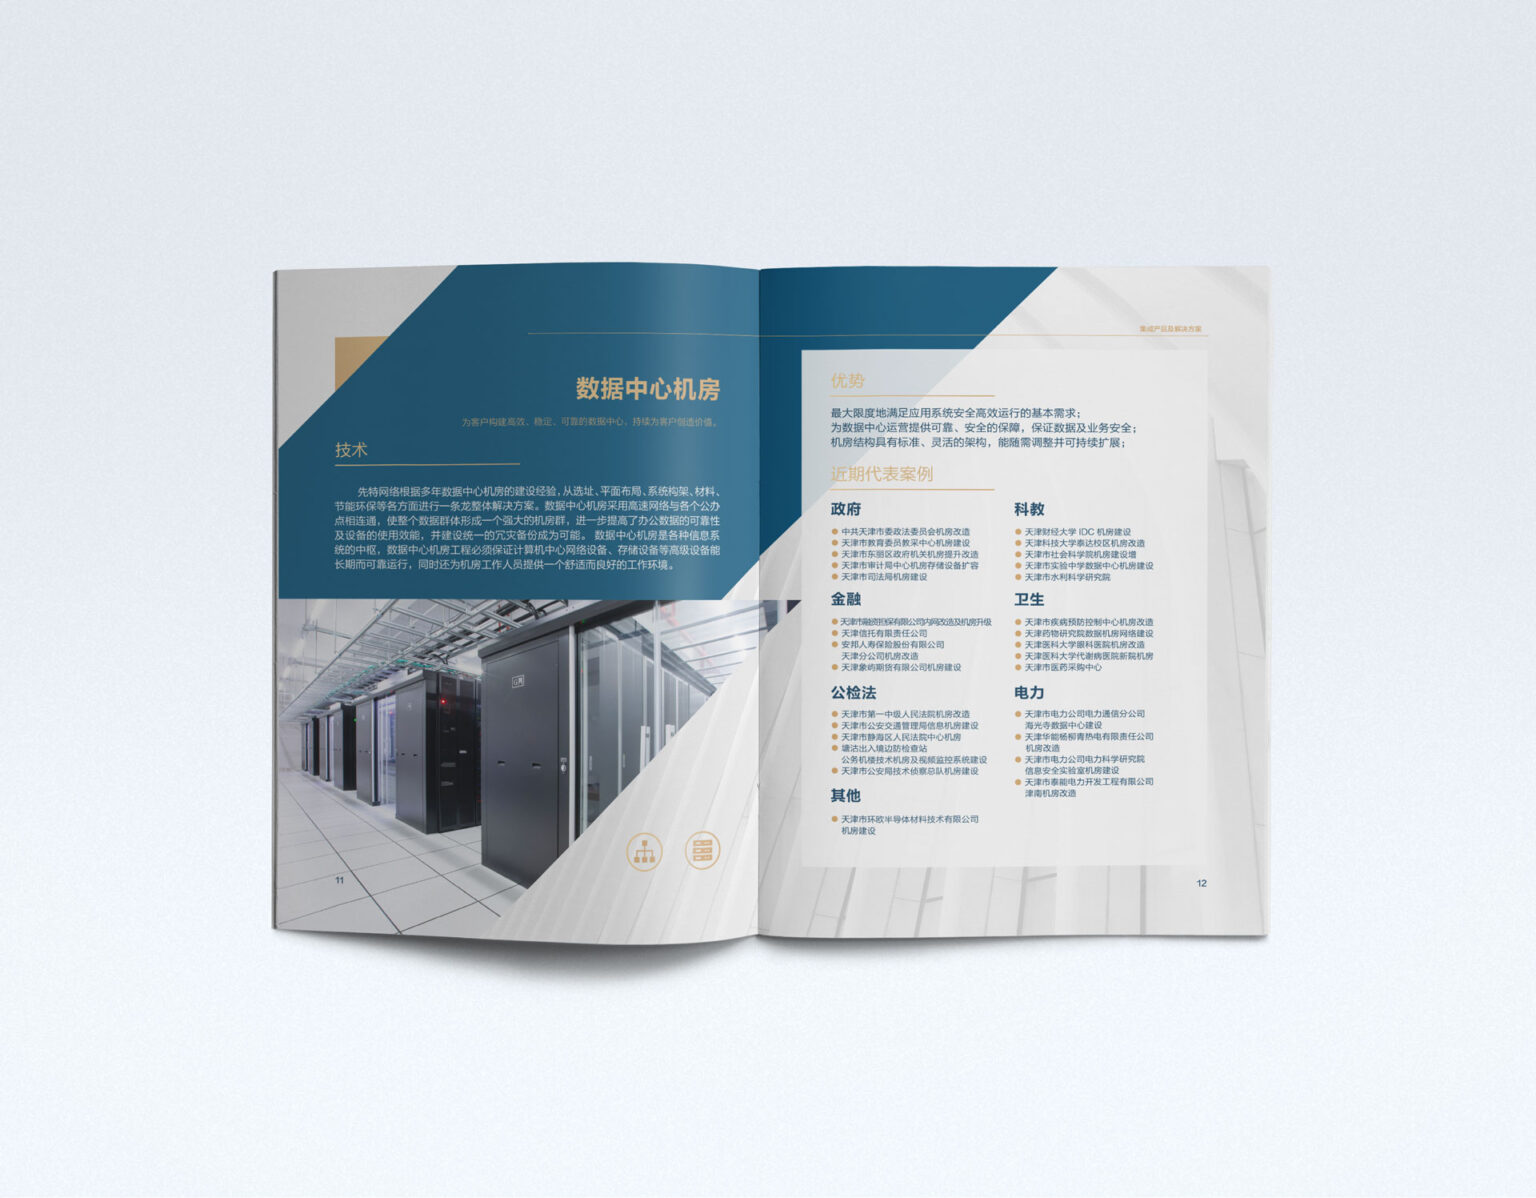 数据中心机房
为客户构建高效、稳定、可靠的数据中心，持续为客户创造价值。
技术
先特网络根据多年数据中心机房的建设经验，从选址、平面布局、系统构架、材料、
节能环保等各方面进行一条龙整体解决方案。数据中心机房采用高速网络与各个公办
点相连通，使整个数据群体形成一个强大的机房群，进一步提高了办公数据的可靠性
及设备的使用效能，并建设统一的冗灾备份成为可能。 数据中心机房是各种信息系
统的中枢，数据中心机房工程必须保证计算机中心网络设备、存储设备等高级设备能
长期而可靠运行，同时还为机房工作人员提供一个舒适而良好的工作环境。
11
集成产品及解决方案
优势
最大限度地满足应用系统安全高效运行的基本需求；
为数据中心运营提供可靠、安全的保障，保证数据及业务安全；
机房结构具有标准、灵活的架构，能随需调整并可持续扩展；
近期代表案例
政府
中共天津市委政法委员会机房改造
天津市教育委员教采中心机房建设
天津市东丽区政府机关机房提升改造
天津市审计局中心机房存储设备扩容
天津市司法局机房建设
金融
天津市融资担保有限公司内网改造及机房升级
天津信托有限责任公司
安邦人寿保险股份有限公司
天津分公司机房改造
天津象屿期货有限公司机房建设
公检法
天津市第一中级人民法院机房改造
天津市公安交通管理局信息机房建设
天津市静海区人民法院中心机房
塘沽出入境边防检查站
公务机楼技术机房及视频监控系统建设
天津市公安局技术侦察总队机房建设
其他
天津市环欧半导体材料技术有限公司
机房建设
科教
天津财经大学 IDC 机房建设
天津科技大学泰达校区机房改造
天津市社会科学院机房建设增
天津市实验中学数据中心机房建设
天津市水利科学研究院
卫生
天津市疾病预防控制中心机房改造
天津药物研究院数据机房网络建设
天津医科大学眼科医院机房改造
天津医科大学代谢病医院新院机房
天津市医药采购中心
电力
天津市电力公司电力通信分公司
海光寺数据中心建设
天津华能杨柳青热电有限责任公司
机房改造
天津市电力公司电力科学研究院
信息安全实验室机房建设
天津市泰能电力开发工程有限公司
津南机房改造
12